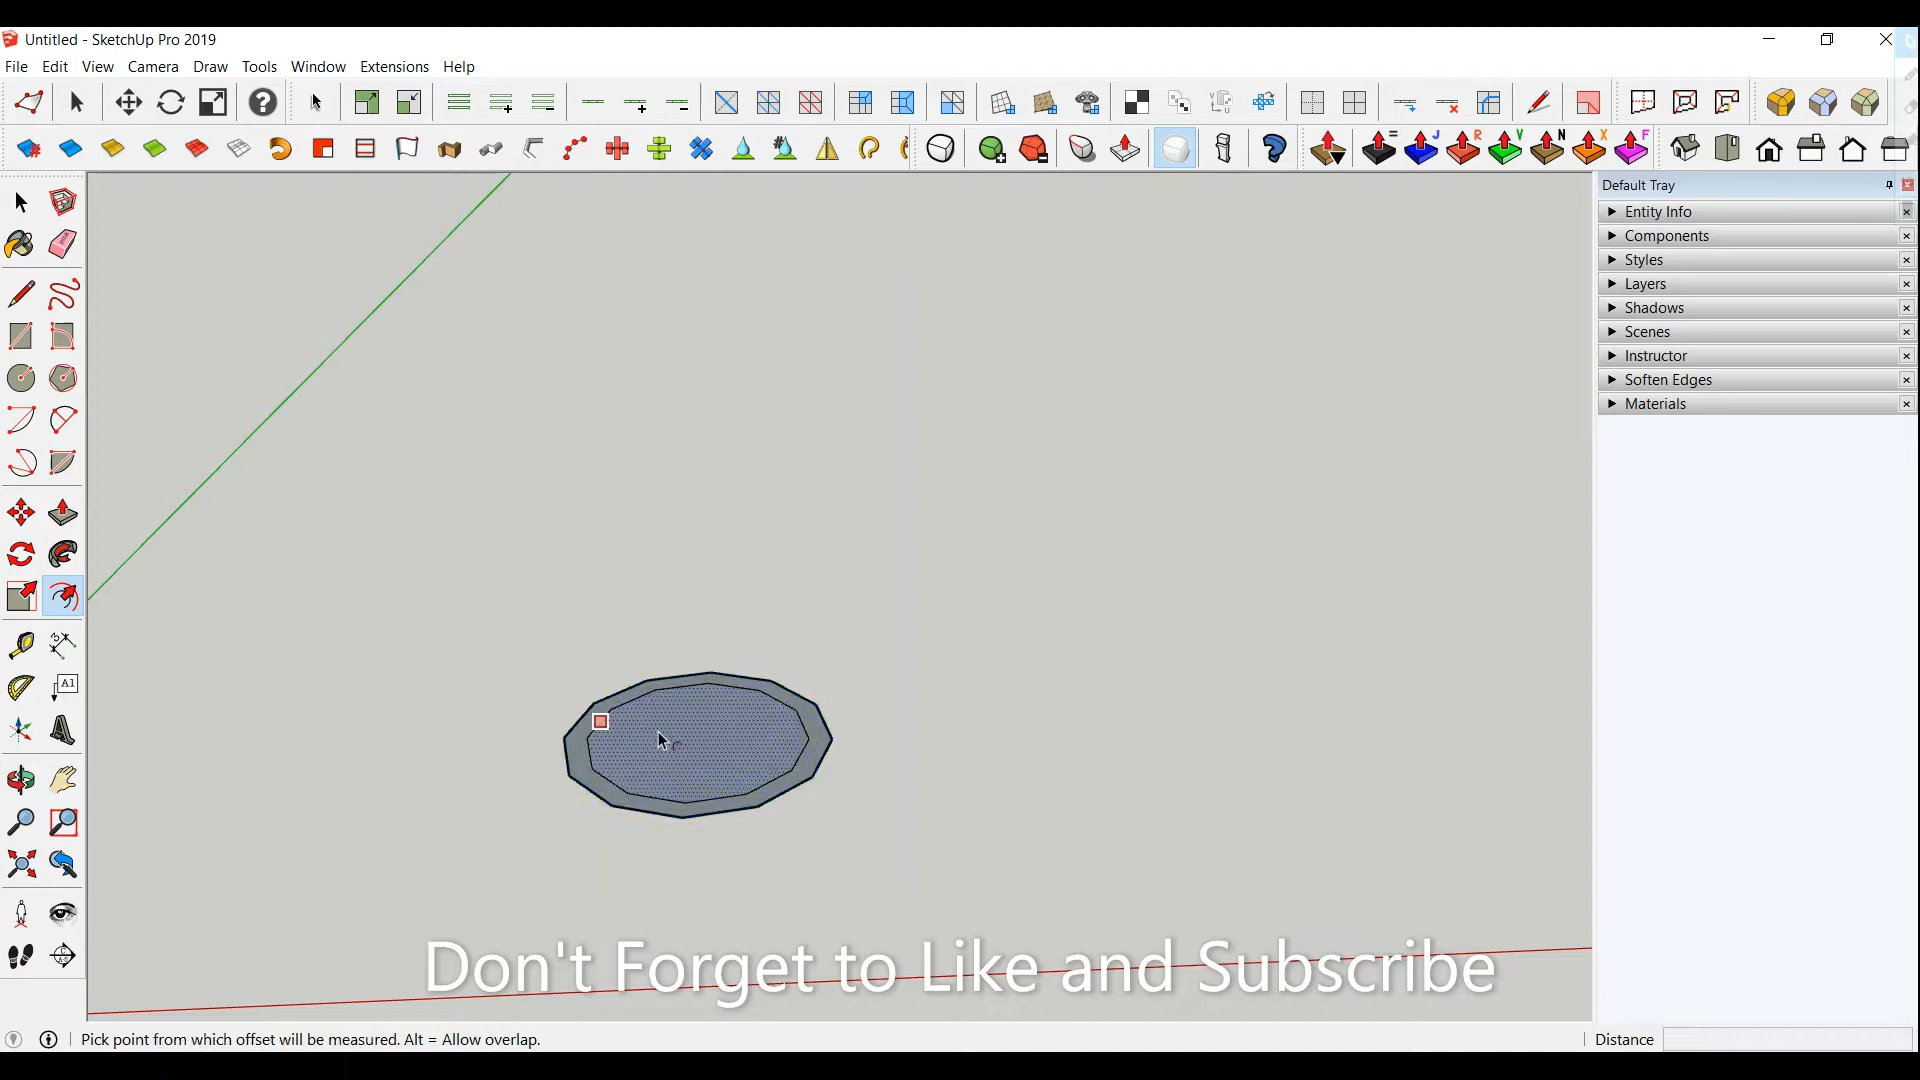 Untitled - SketchUp Pro 2019
File Edit View Camera Draw Tools Window Extensions Help
= J R V N X F
Default Tray
Entity Info
Components
Styles
Layers
Shadows
Scenes
Instructor
Soften Edges
Materials
A1
Don't Forget to Like and Subscribe
Pick point from which offset will be measured. Alt = Allow overlap.
Distance